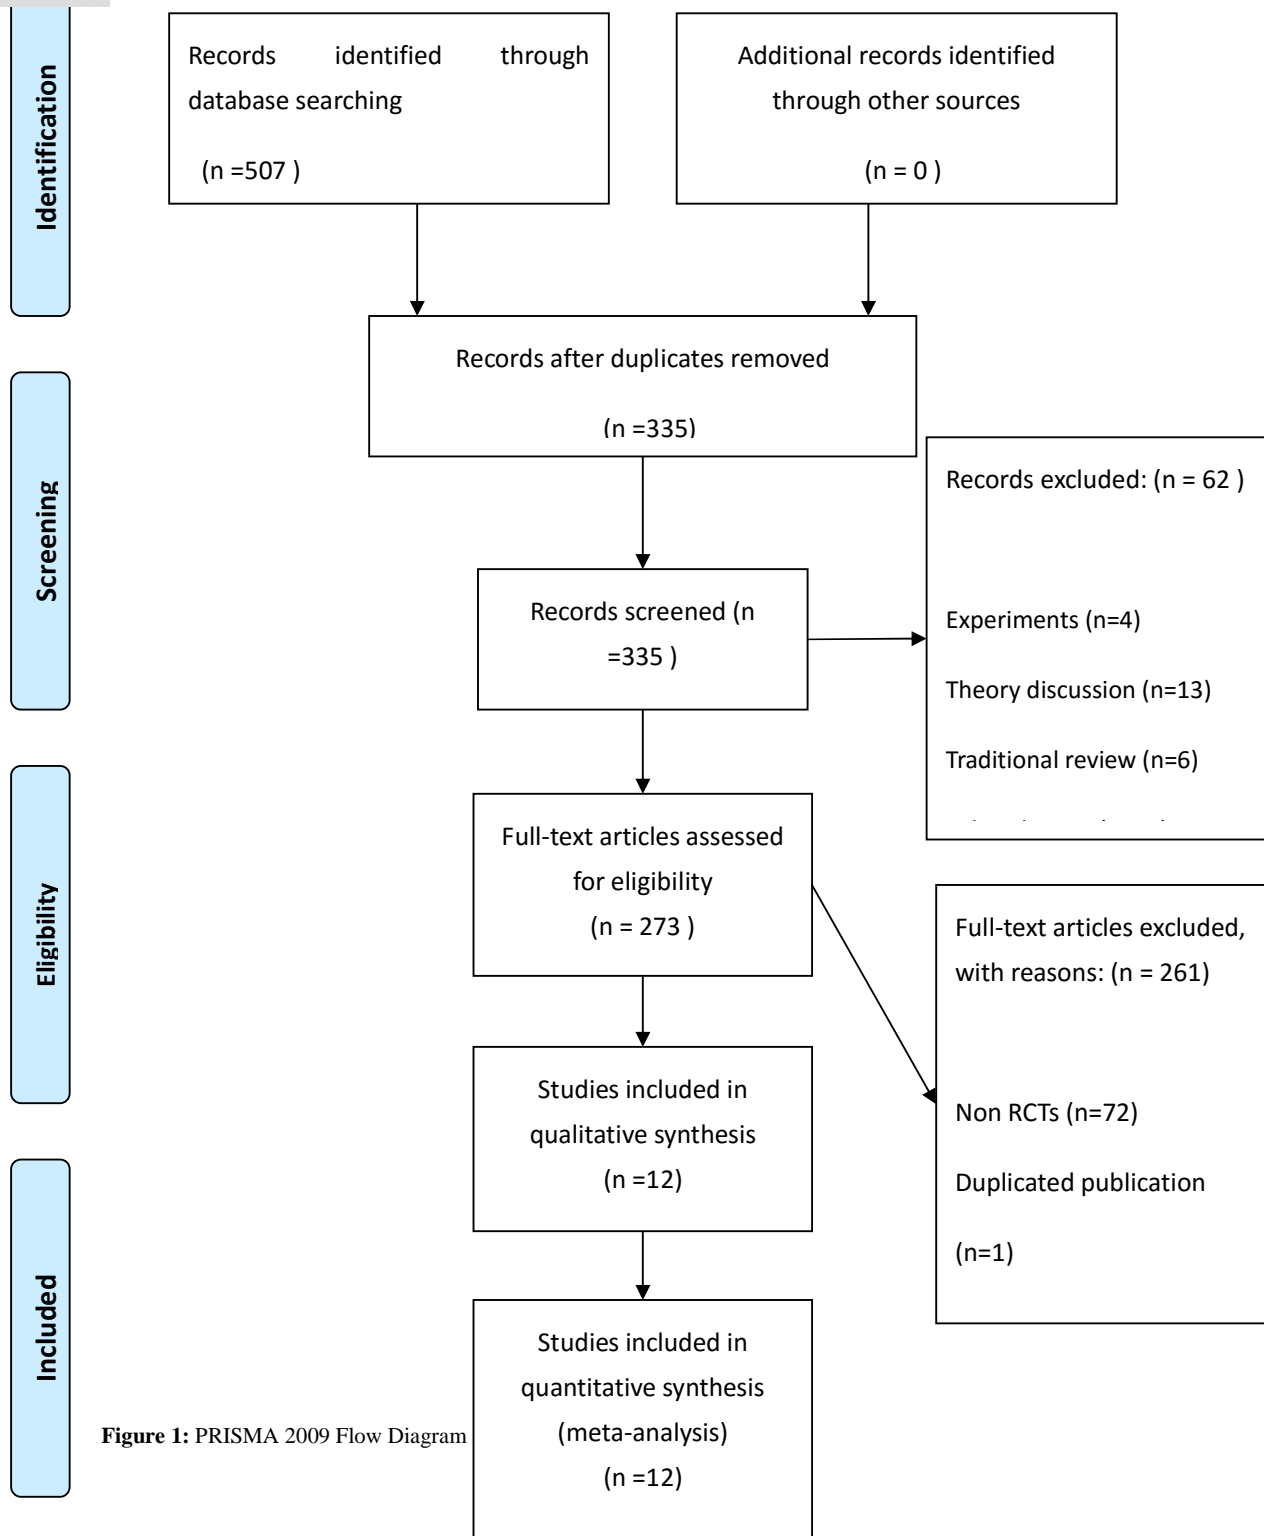 Identification
Records identified through
database searching
(n =507 )
Additional records identified
through other sources
(n = 0 )
Records after duplicates removed
(n =335)
Screening
Records screened (n
=335 )
Records excluded: (n = 62 )
Experiments (n=4)
Theory discussion (n=13)
Traditional review (n=6)
Eligibility
Full-text articles assessed
for eligibility
(n = 273 )
Full-text articles excluded,
with reasons: (n = 261)
Non RCTs (n=72)
Duplicated publication
(n=1)
Studies included in
qualitative synthesis
(n =12)
Included
Studies included in
quantitative synthesis
(meta-analysis)
(n =12)
Figure 1: PRISMA 2009 Flow Diagram